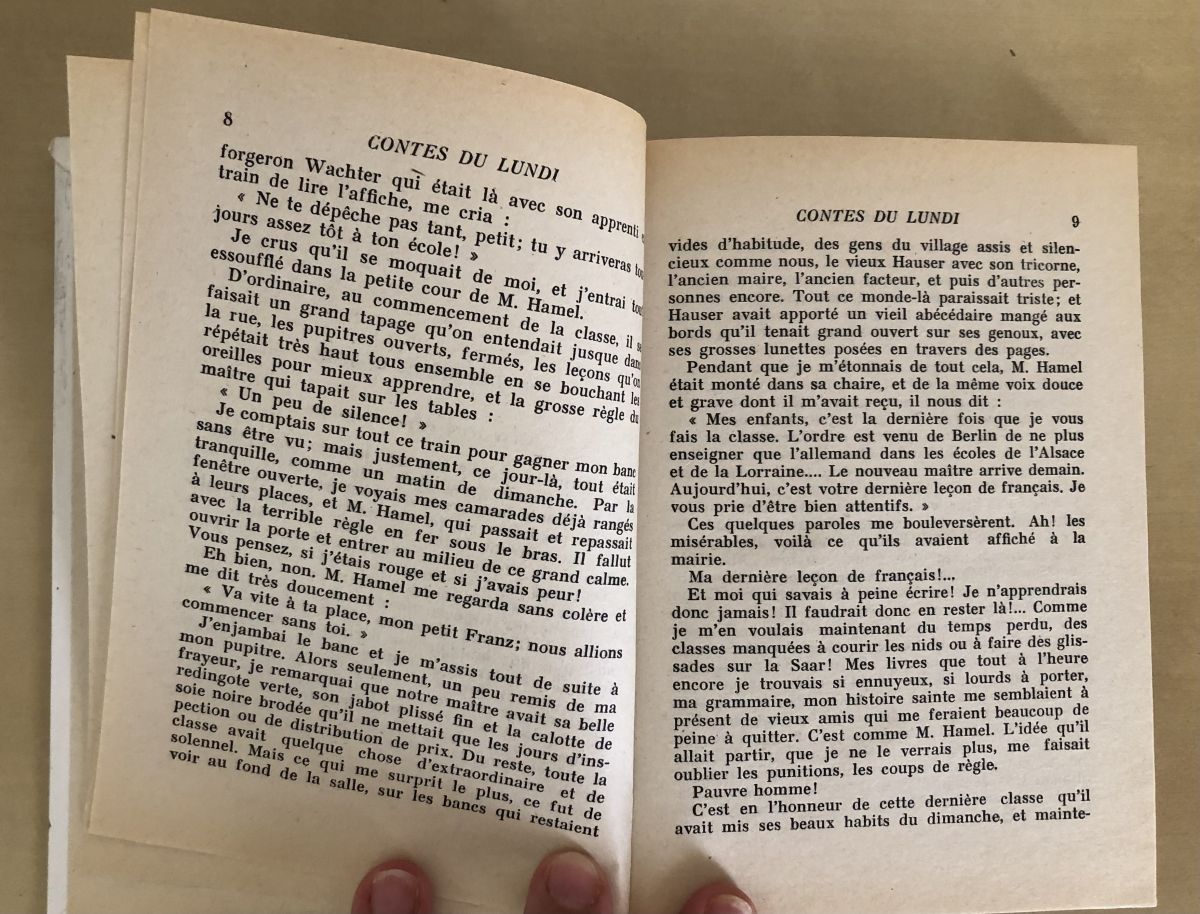 8
CONTES DU LUNDI
forgeron Wachter qui était là avec son apprenti
train de lire l'affiche, me cria :
« Ne te dépêche pas tant, petit; tu y arriveras tou
jours assez tôt à ton école! »
Je crus qu'il se moquait de moi, et j'entrai tout
essoufflé dans la petite cour de M. Hamel.
D'ordinaire, au commencement de la classe, il se
faisait un grand tapage qu'on entendait jusque dans
la rue, les pupitres ouverts, fermés, les leçons qu'on
répétait très haut tous ensemble en se bouchant les
oreilles pour mieux apprendre, et la grosse règle du
maître qui tapait sur les tables :
« Un peu de silence! »
Je comptais sur tout ce train pour gagner mon banc
sans être vu; mais justement, ce jour-là, tout était
tranquille, comme un matin de dimanche. Par la
fenêtre ouverte, je voyais mes camarades déjà rangés
à leurs places, et M. Hamel, qui passait et repassait
avec la terrible règle en fer sous le bras. Il fallut
ouvrir la porte et entrer au milieu de ce grand calme.
Vous pensez, si j'étais rouge et si j'avais peur!
Eh bien, non. M. Hamel me regarda sans colère et
me dit très doucement :
« Va vite à ta place, mon petit Franz; nous allions
commencer sans toi. »
J'enjambai le banc et je m'assis tout de suite à
mon pupitre. Alors seulement, un peu remis de ma
frayeur, je remarquai que notre maître avait sa belle
redingote verte, son jabot plissé fin et la calotte de
soie noire brodée qu'il ne mettait que les jours d'ins-
pection ou de distribution de prix. Du reste, toute la
classe avait quelque chose d'extraordinaire et de
solennel. Mais ce qui me surprit le plus, ce fut de
voir au fond de la salle, sur les bancs qui restaient
CONTES DU LUNDI
9
vides d'habitude, des gens du village assis et silen-
cieux comme nous, le vieux Hauser avec son tricorne,
l'ancien maire, l'ancien facteur, et puis d'autres per-
sonnes encore. Tout ce monde-là paraissait triste; et
Hauser avait apporté un vieil abécédaire mangé aux
bords qu'il tenait grand ouvert sur ses genoux, avec
ses grosses lunettes posées en travers des pages.
Pendant que je m'étonnais de tout cela, M. Hamel
était monté dans sa chaire, et de la même voix douce
et grave dont il m'avait reçu, il nous dit :
« Mes enfants, c'est la dernière fois que je vous
fais la classe. L'ordre est venu de Berlin de ne plus
enseigner que l'allemand dans les écoles de l'Alsace
et de la Lorraine.... Le nouveau maître arrive demain.
Aujourd'hui, c'est votre dernière leçon de français. Je
vous prie d'être bien attentifs. »
Ces quelques paroles me bouleversèrent. Ah! les
misérables, voilà ce qu'ils avaient affiché à la
mairie.
Ma dernière leçon de français!...
Et moi qui savais à peine écrire! Je n'apprendrais
donc jamais! Il faudrait donc en rester là!... Comme
je m'en voulais maintenant du temps perdu, des
classes manquées à courir les nids ou à faire des glis-
sades sur la Saar! Mes livres que tout à l'heure
encore je trouvais si ennuyeux, si lourds à porter,
ma grammaire, mon histoire sainte me semblaient à
présent de vieux amis qui me feraient beaucoup de
peine à quitter. C'est comme M. Hamel. L'idée qu'il
allait partir, que je ne le verrais plus, me faisait
oublier les punitions, les coups de règle.
Pauvre homme!
C'est en l'honneur de cette dernière classe qu'il
avait mis ses beaux habits du dimanche, et mainte-